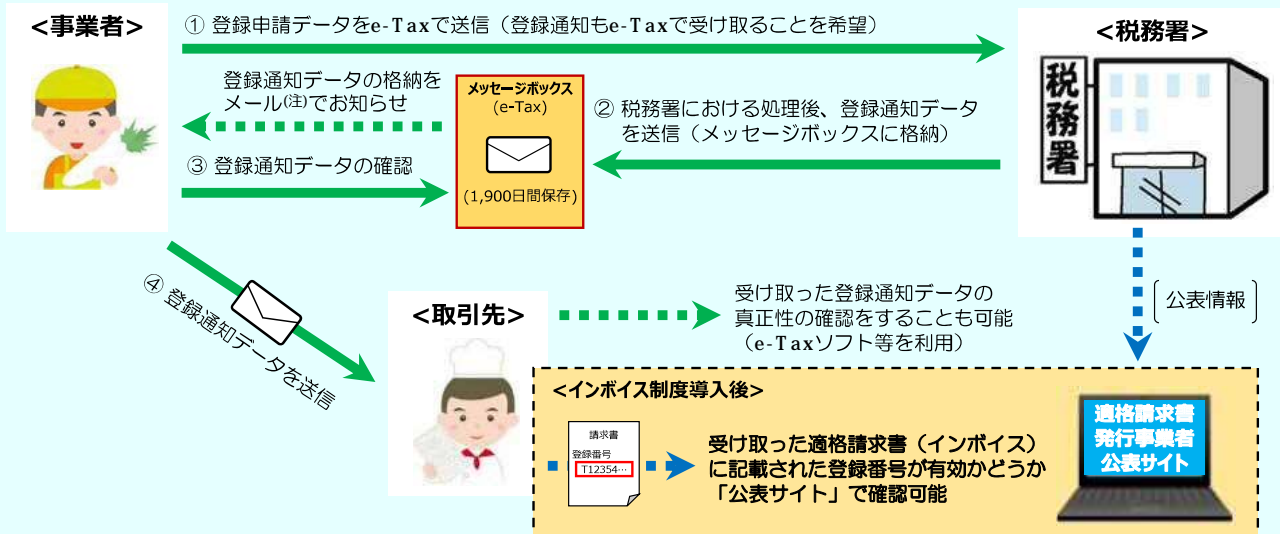 <事業者>
① 登録申請データをe-Taxで送信（登録通知もe-Taxで受け取ることを希望）
<税務署>
税務署
登録通知データの格納を
メール(注)でお知らせ
メッセージボックス
(e-Tax)
(1,900日間保存)
② 税務署における処理後、登録通知データ
を送信（メッセージボックスに格納）
③ 登録通知データの確認
④ 登録通知データを送信
<取引先>
受け取った登録通知データの
真正性の確認をすることも可能
（e-Taxソフト等を利用）
公表情報
<インボイス制度導入後>
請求書
登録番号
T12354…
受け取った適格請求書（インボイス）
に記載された登録番号が有効かどうか
「公表サイト」で確認可能
適格請求書
発行事業者
公表サイト